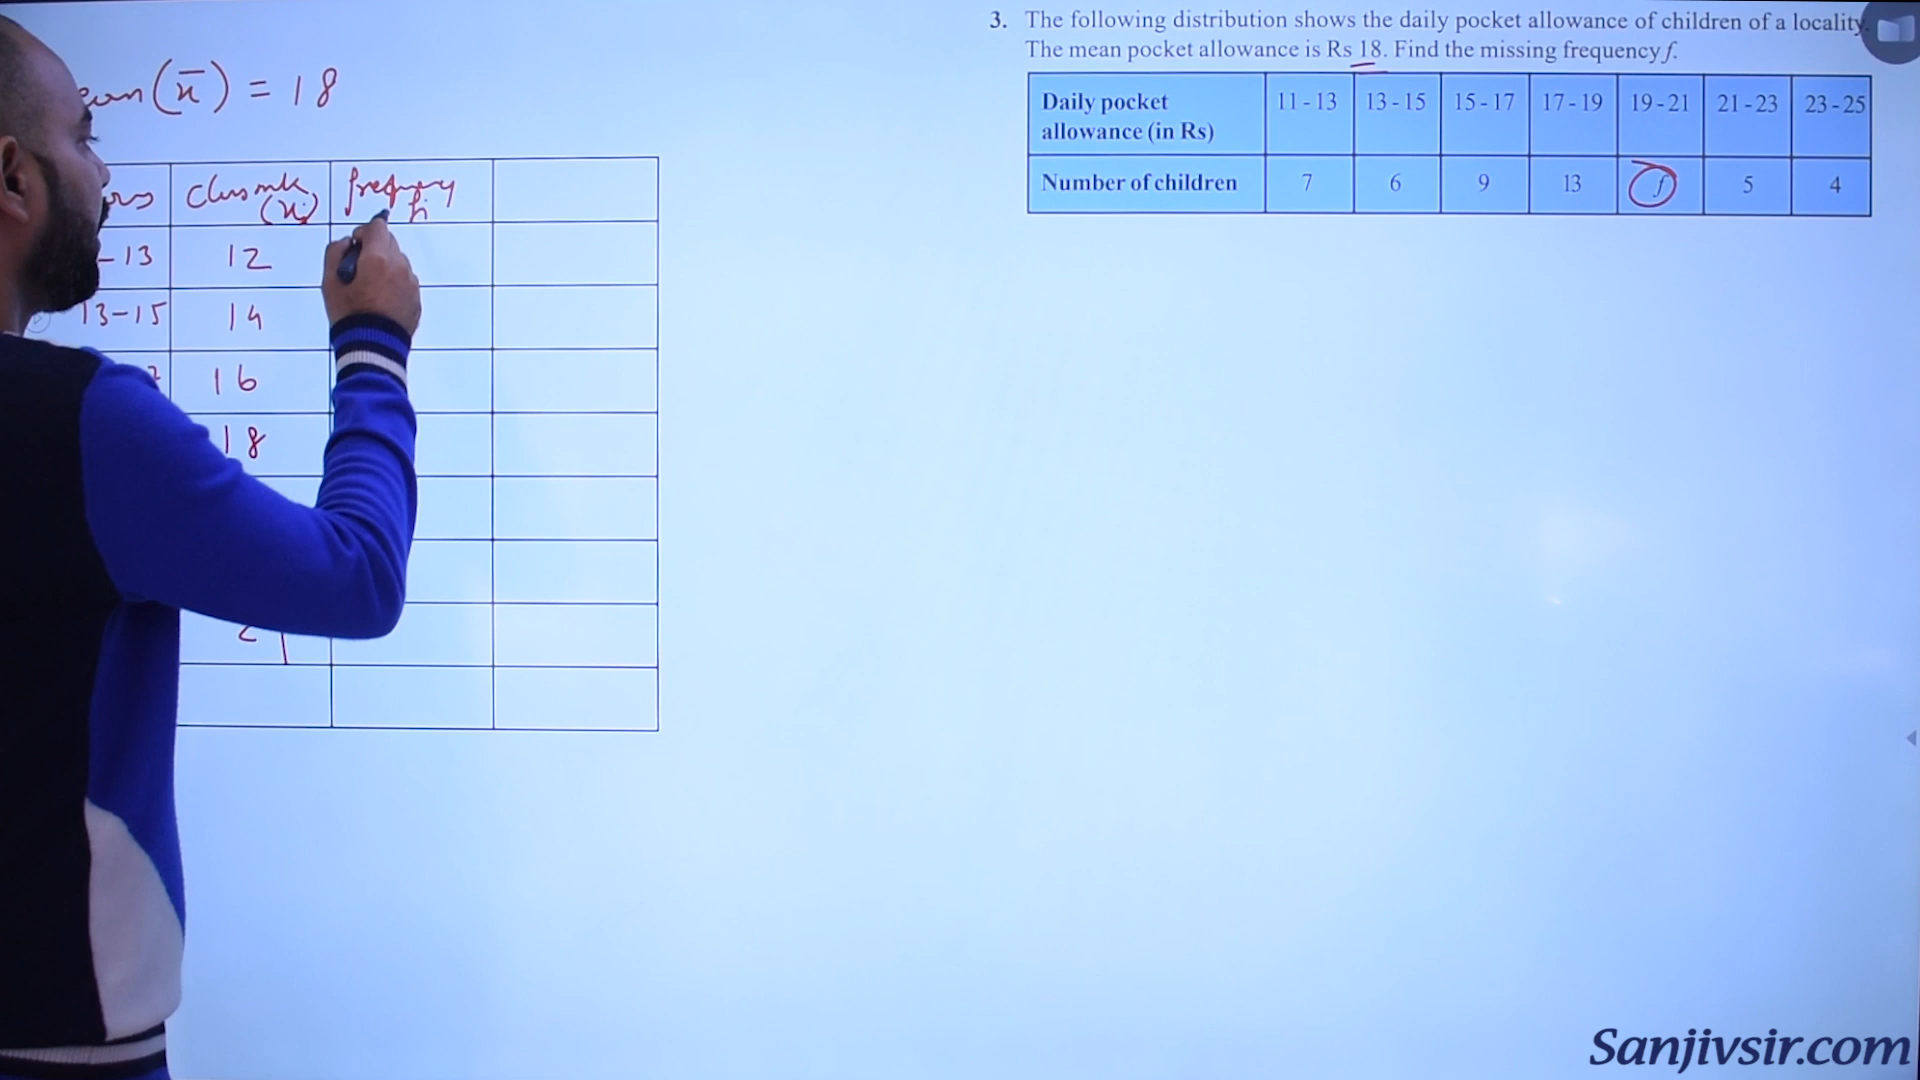 3. The following distribution shows the daily pocket allowance of children of a locality.
The mean pocket allowance is Rs 18. Find the missing frequency f.
Daily pocket allowance (in Rs) 11 - 13 13 - 15 15 - 17 17 - 19 19 - 21 21 - 23 23 - 25
Number of children 7 6 9 13 f 5 4
(x̄) = 18
Class mk (xi) frequency fi
- 13 12
13-15 14
16
18
Sanjivsir.com